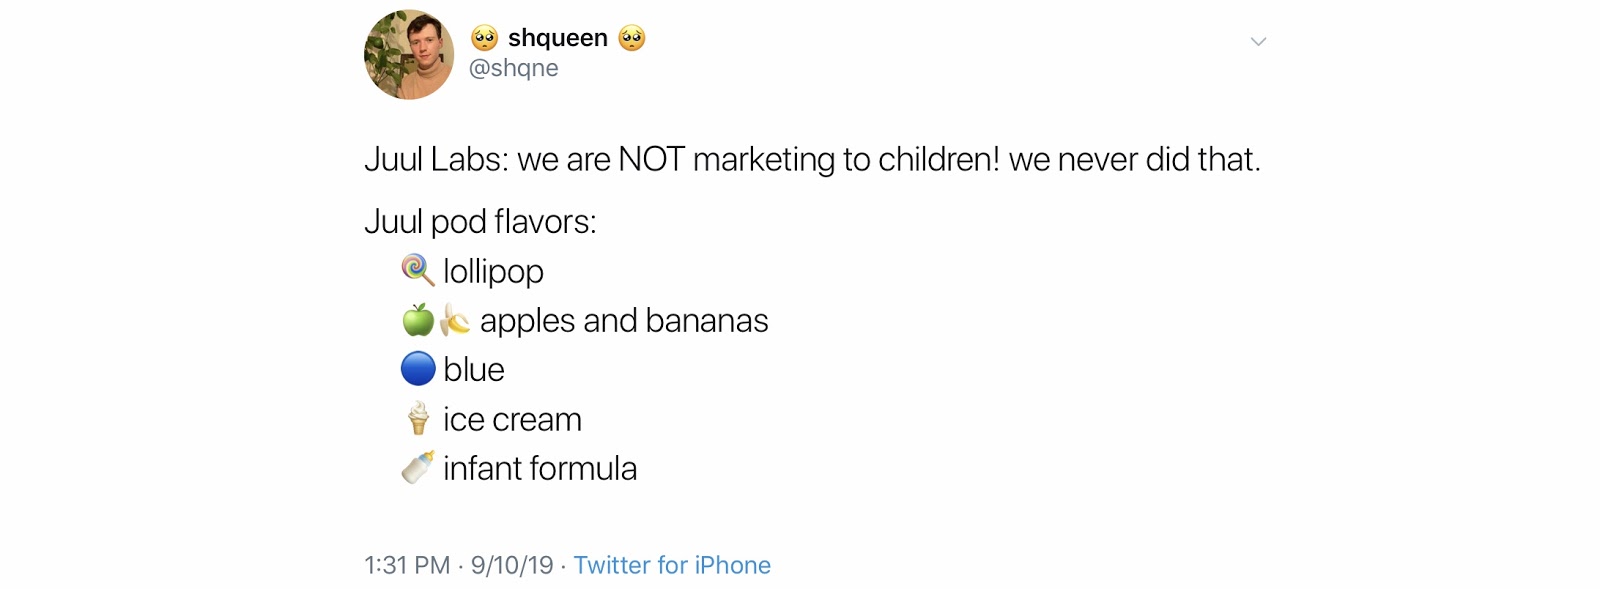 🥺 shqueen 🥺
@shqne
Juul Labs: we are NOT marketing to children! we never did that.
Juul pod flavors:
🍭 lollipop
🍏🍌 apples and bananas
🔵 blue
🍦 ice cream
🍼 infant formula
1:31 PM · 9/10/19 · Twitter for iPhone